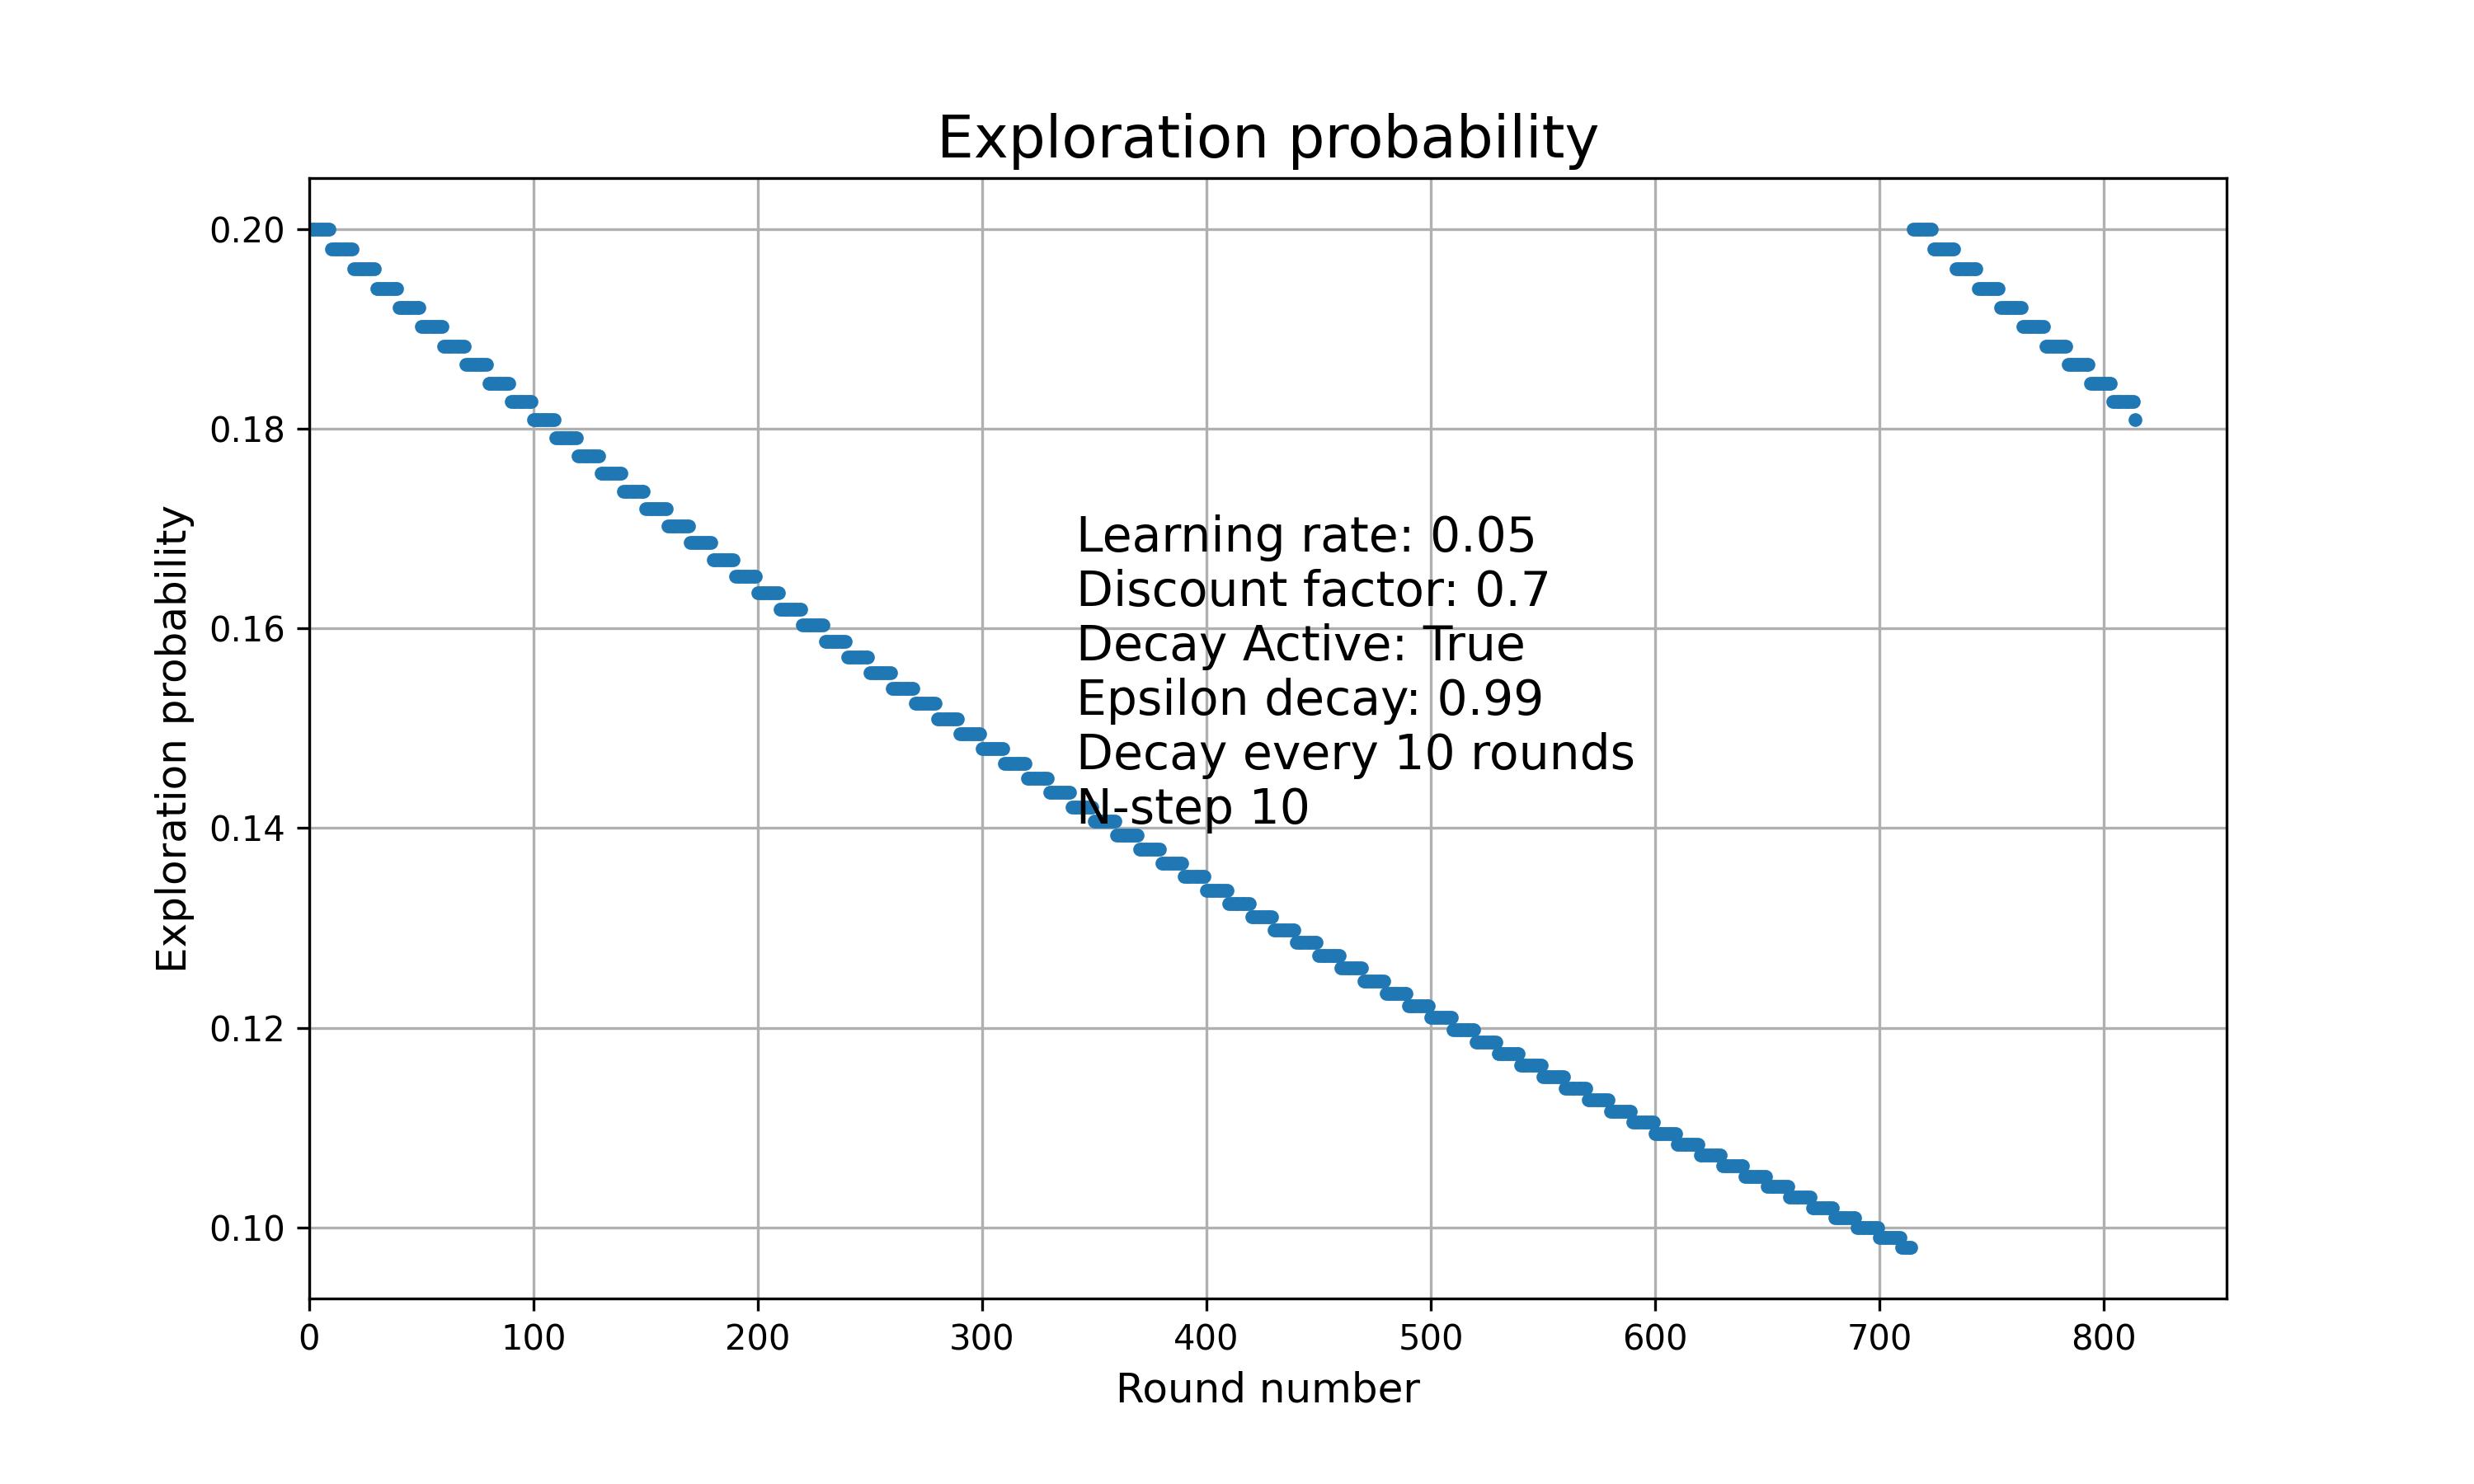 Exploration probability
Exploration probability
0.20
0.18
0.16
0.14
0.12
0.10
Learning rate: 0.05
Discount factor: 0.7
Decay Active: True
Epsilon decay: 0.99
Decay every 10 rounds
N-step 10
0 100 200 300 400 500 600 700 800
Round number